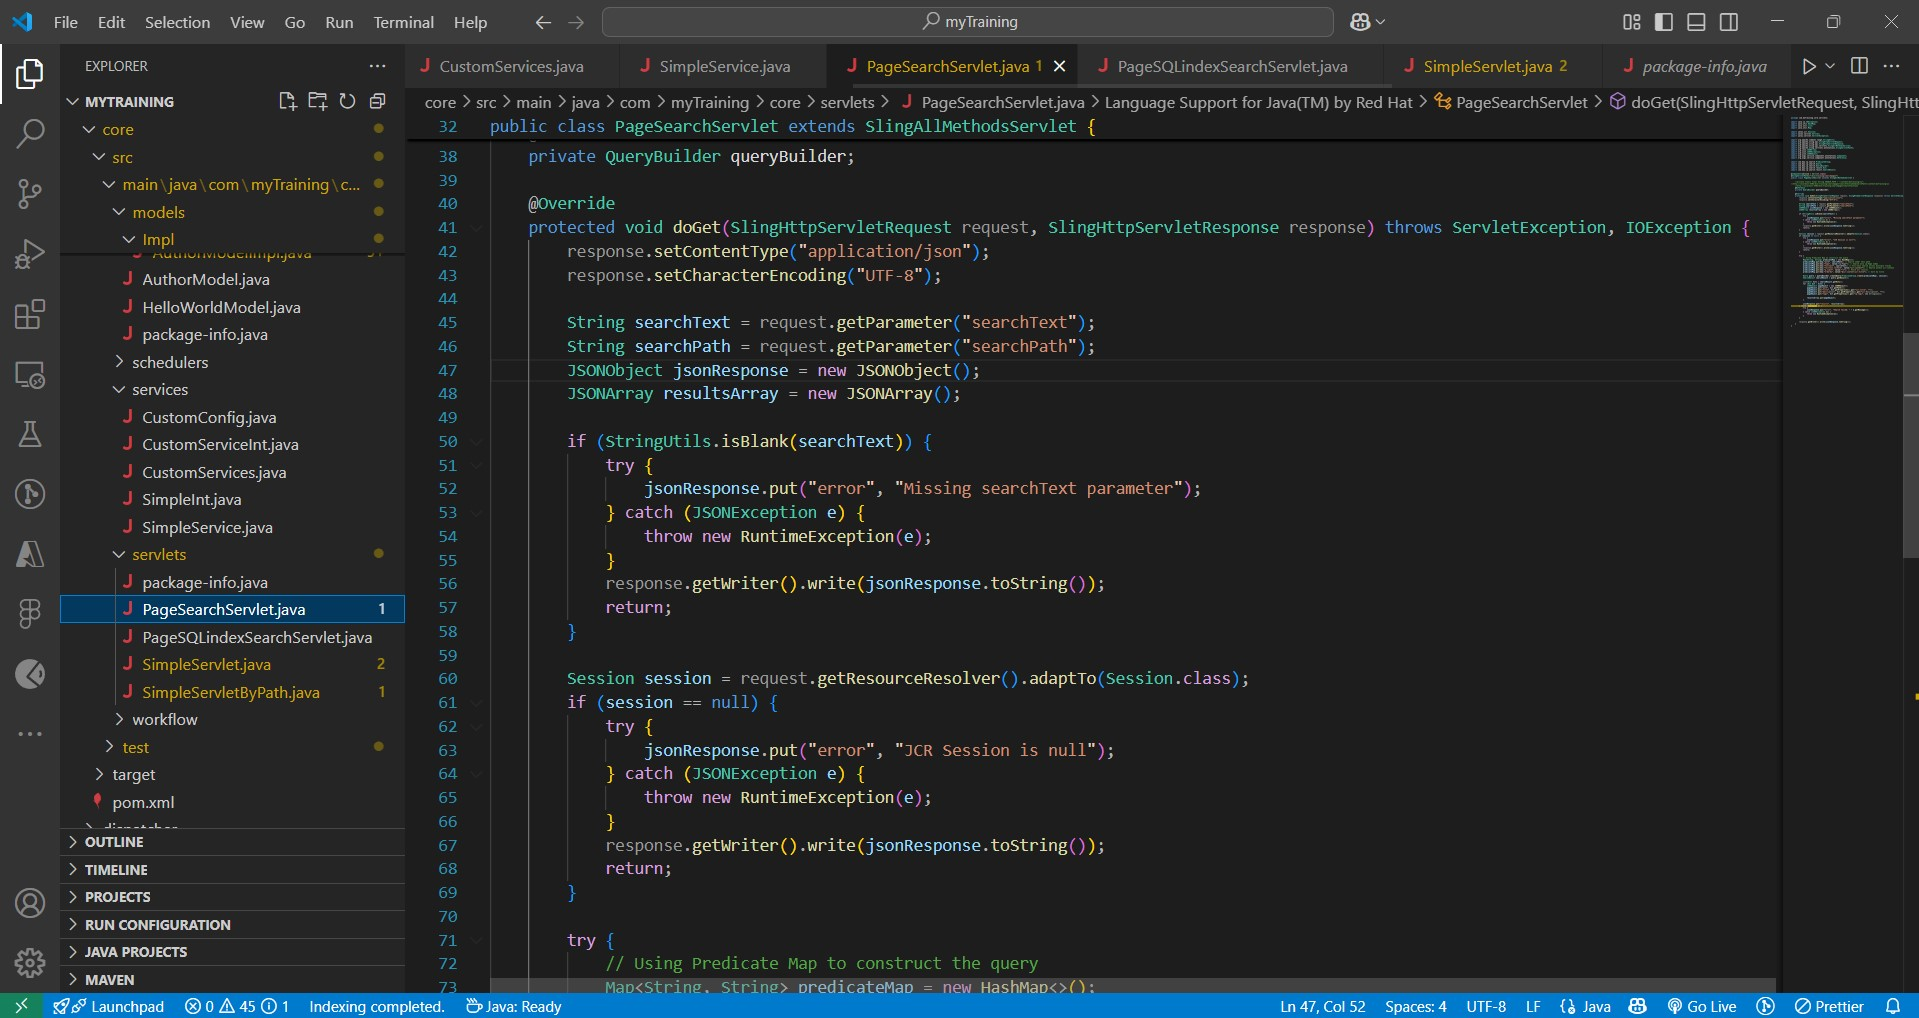 File Edit Selection View Go Run Terminal Help
myTraining
EXPLORER
MYTRAINING
core
src
main\java\com\myTraining\c...
models
Impl
AuthorModelImpl.java
AuthorModel.java
HelloWorldModel.java
package-info.java
schedulers
services
CustomConfig.java
CustomServiceInt.java
CustomServices.java
SimpleInt.java
SimpleService.java
servlets
package-info.java
PageSearchServlet.java 1
PageSQLindexSearchServlet.java
SimpleServlet.java 2
SimpleServletByPath.java 1
workflow
test
target
pom.xml
dispatcher
OUTLINE
TIMELINE
PROJECTS
RUN CONFIGURATION
JAVA PROJECTS
MAVEN
CustomServices.java SimpleService.java PageSearchServlet.java 1 PageSQLindexSearchServlet.java SimpleServlet.java 2 package-info.java
core > src > main > java > com > myTraining > core > servlets > PageSearchServlet.java > Language Support for Java(TM) by Red Hat > PageSearchServlet > doGet(SlingHttpServletRequest, SlingHt
32 public class PageSearchServlet extends SlingAllMethodsServlet {
38 private QueryBuilder queryBuilder;
39
40 @Override
41 protected void doGet(SlingHttpServletRequest request, SlingHttpServletResponse response) throws ServletException, IOException {
42 response.setContentType("application/json");
43 response.setCharacterEncoding("UTF-8");
44
45 String searchText = request.getParameter("searchText");
46 String searchPath = request.getParameter("searchPath");
47 JSONObject jsonResponse = new JSONObject();
48 JSONArray resultsArray = new JSONArray();
49
50 if (StringUtils.isBlank(searchText)) {
51 try {
52 jsonResponse.put("error", "Missing searchText parameter");
53 } catch (JSONException e) {
54 throw new RuntimeException(e);
55 }
56 response.getWriter().write(jsonResponse.toString());
57 return;
58 }
59
60 Session session = request.getResourceResolver().adaptTo(Session.class);
61 if (session == null) {
62 try {
63 jsonResponse.put("error", "JCR Session is null");
64 } catch (JSONException e) {
65 throw new RuntimeException(e);
66 }
67 response.getWriter().write(jsonResponse.toString());
68 return;
69 }
70
71 try {
72 // Using Predicate Map to construct the query
73 Map<String, String> predicateMap = new HashMap<>();
Launchpad 0 45 1 Indexing completed. Java: Ready Ln 47, Col 52 Spaces: 4 UTF-8 LF Java Go Live Prettier